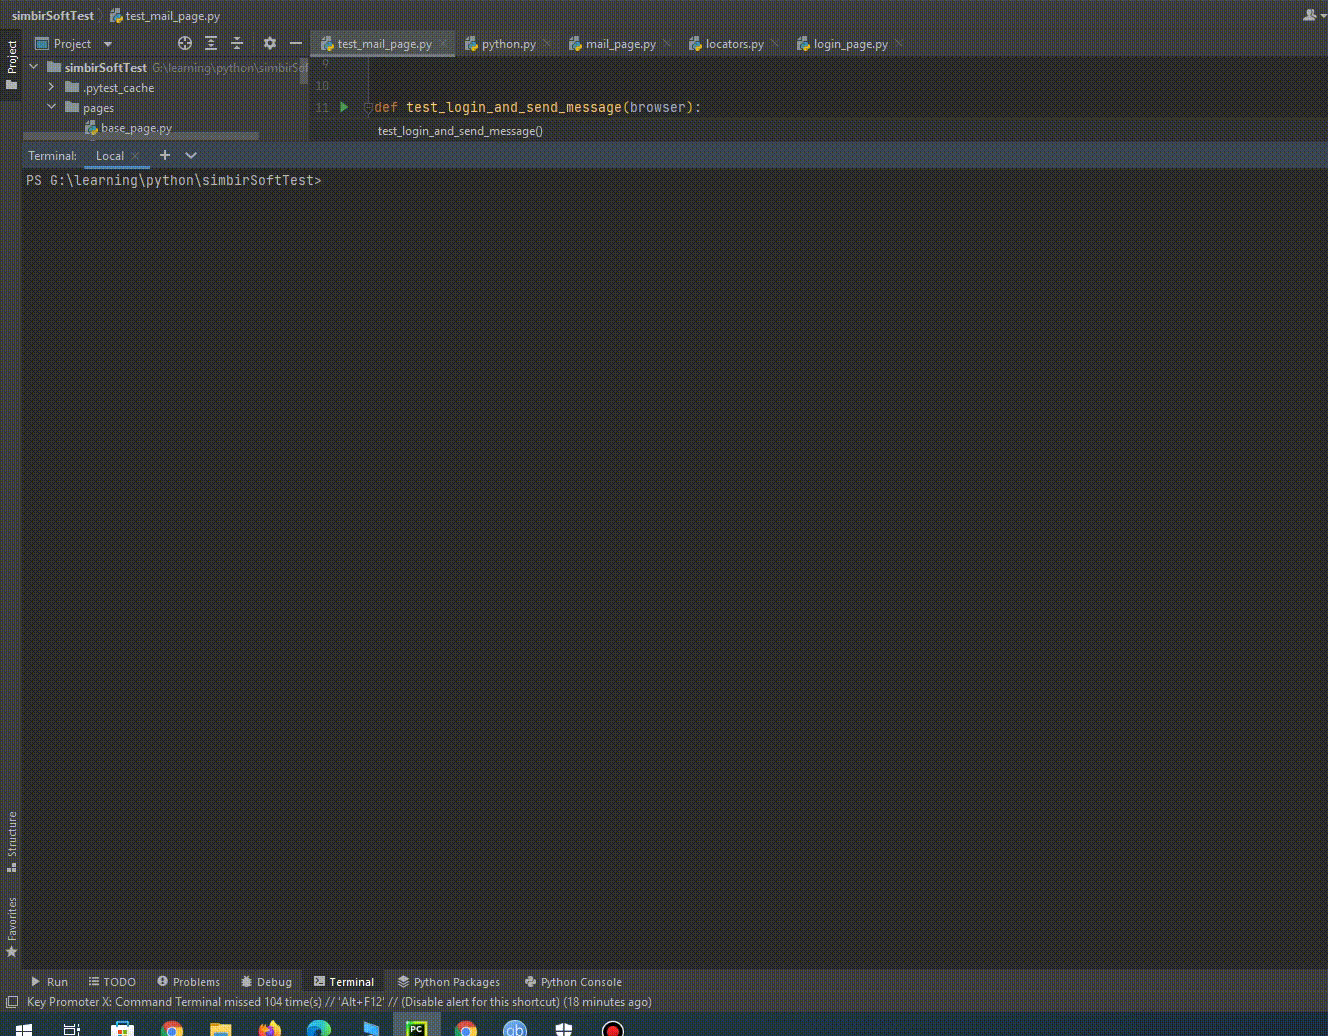 simbirSoftTest test_mail_page.py
Project
Project
test_mail_page.py python.py mail_page.py locators.py login_page.py
simbirSoftTest G:\learning\python\simbirSof
.pytest_cache
pages
base_page.py
9
10
11 def test_login_and_send_message(browser):
test_login_and_send_message()
Terminal: Local
PS G:\learning\python\simbirSoftTest>
Structure
Favorites
Run TODO Problems Debug Terminal Python Packages Python Console
Key Promoter X: Command Terminal missed 104 time(s) // 'Alt+F12' // (Disable alert for this shortcut) (18 minutes ago)
PC
qb